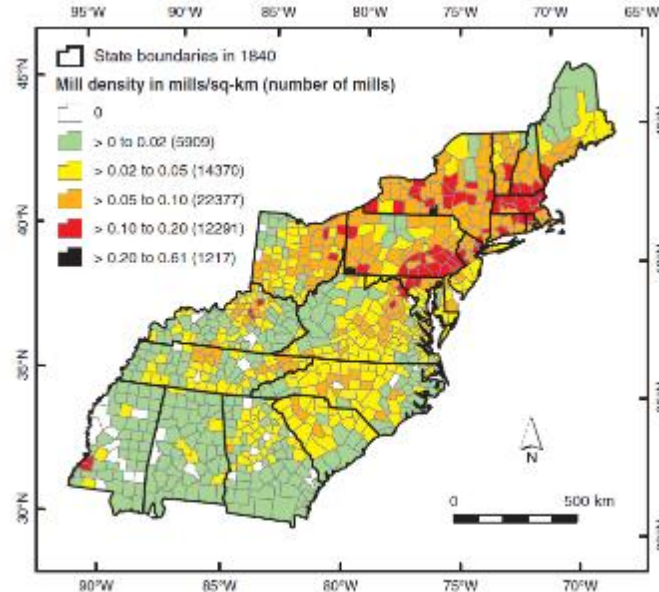 95°W 90°W 85°W 80°W 75°W 70°W 65°W
State boundaries in 1840
Mill density in mills/sq-km (number of mills)
0
> 0 to 0.02 (5909)
> 0.02 to 0.05 (14370)
> 0.05 to 0.10 (22377)
> 0.10 to 0.20 (12291)
> 0.20 to 0.61 (1217)
45°N
40°N
35°N
30°N
N
0 500 km
90°W 85°W 80°W 75°W 70°W